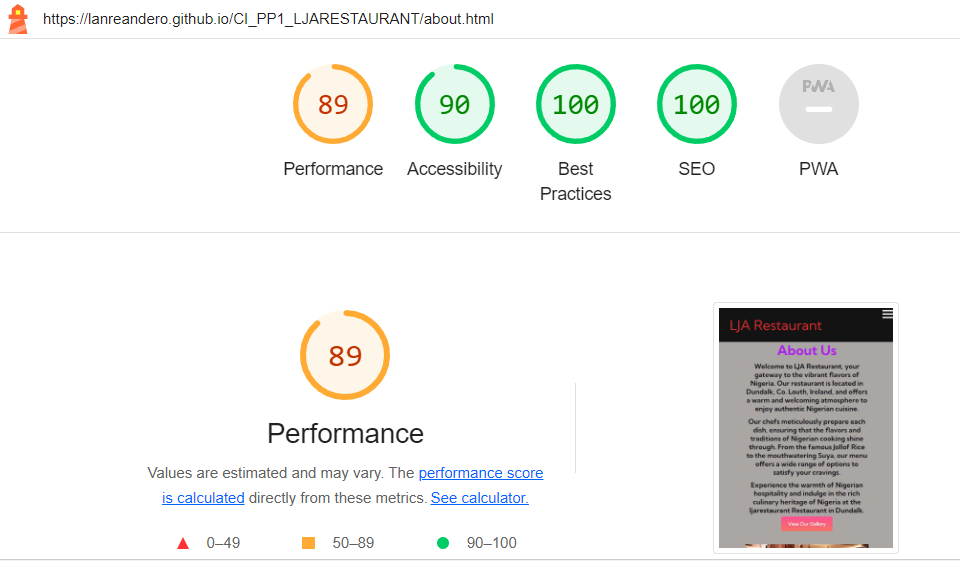 https://lanreandero.github.io/CI_PP1_LJARESTAURANT/about.html
89
90
100
100
PWA
Performance
Accessibility
Best
Practices
SEO
PWA
89
Performance
Values are estimated and may vary. The performance score
is calculated directly from these metrics. See calculator.
0–49
50–89
90–100
LJA Restaurant
About Us
Welcome to LJA Restaurant, your
gateway to the vibrant flavors of
Nigeria. Our restaurant is located in
Dundalk, Co. Louth, Ireland, and offers
a warm and welcoming atmosphere to
enjoy authentic Nigerian cuisine.
Our chefs meticulously prepare each
dish, ensuring that the flavors and
traditions of Nigerian cooking shine
through. From the famous Jollof Rice
to the mouthwatering Suya, our menu
offers a wide range of options to
satisfy your cravings.
Experience the warmth of Nigerian
hospitality and indulge in the rich
culinary heritage of Nigeria at the
ljarestaurant Restaurant in Dundalk.
View Our Gallery